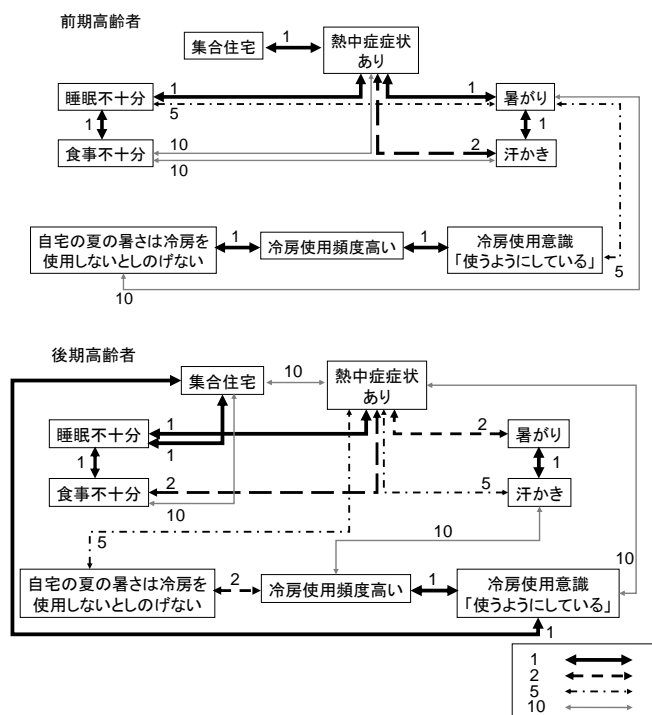 前期高齢者
集合住宅
1
熱中症症状
あり
睡眠不十分
1
5
1
暑がり
1
1
食事不十分
10
10
2
汗かき
自宅の夏の暑さは冷房を
使用しないとしのげない
1
冷房使用頻度高い
1
冷房使用意識
「使うようにしている」
5
10
後期高齢者
集合住宅
10
熱中症症状
あり
睡眠不十分
1
1
2
暑がり
1
1
食事不十分
2
10
5
汗かき
5
10
10
自宅の夏の暑さは冷房を
使用しないとしのげない
2
冷房使用頻度高い
1
冷房使用意識
「使うようにしている」
1
1
2
5
10